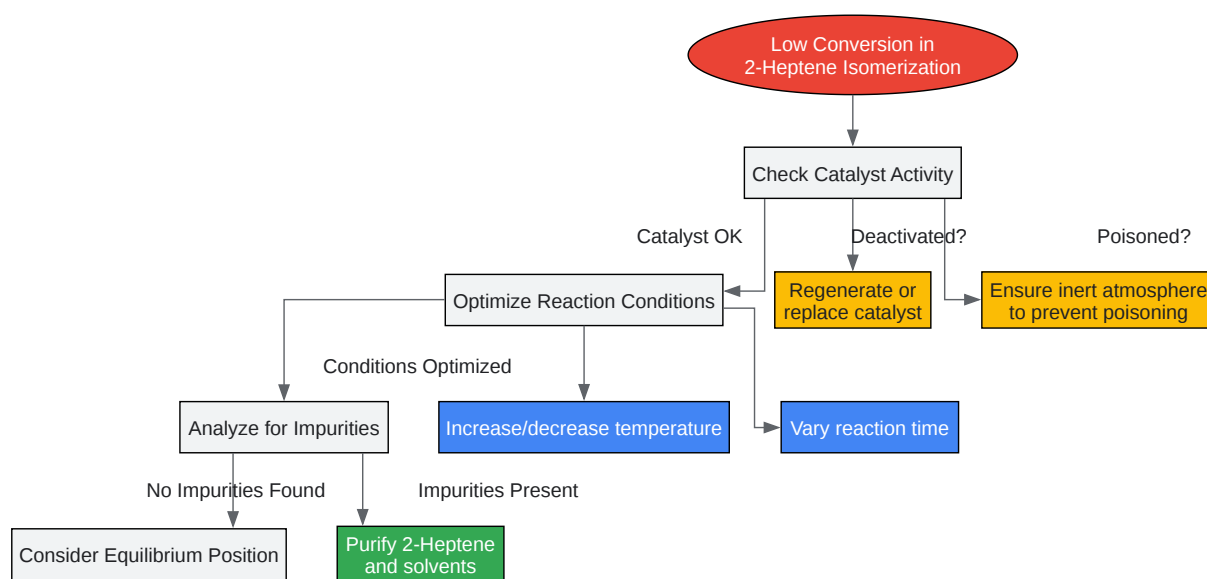 Low Conversion in
2-Heptene Isomerization
Check Catalyst Activity
Catalyst OK
Deactivated?
Poisoned?
Optimize Reaction Conditions
Regenerate or
replace catalyst
Ensure inert atmosphere
to prevent poisoning
Conditions Optimized
Analyze for Impurities
Increase/decrease temperature
Vary reaction time
No Impurities Found
Impurities Present
Consider Equilibrium Position
Purify 2-Heptene
and solvents